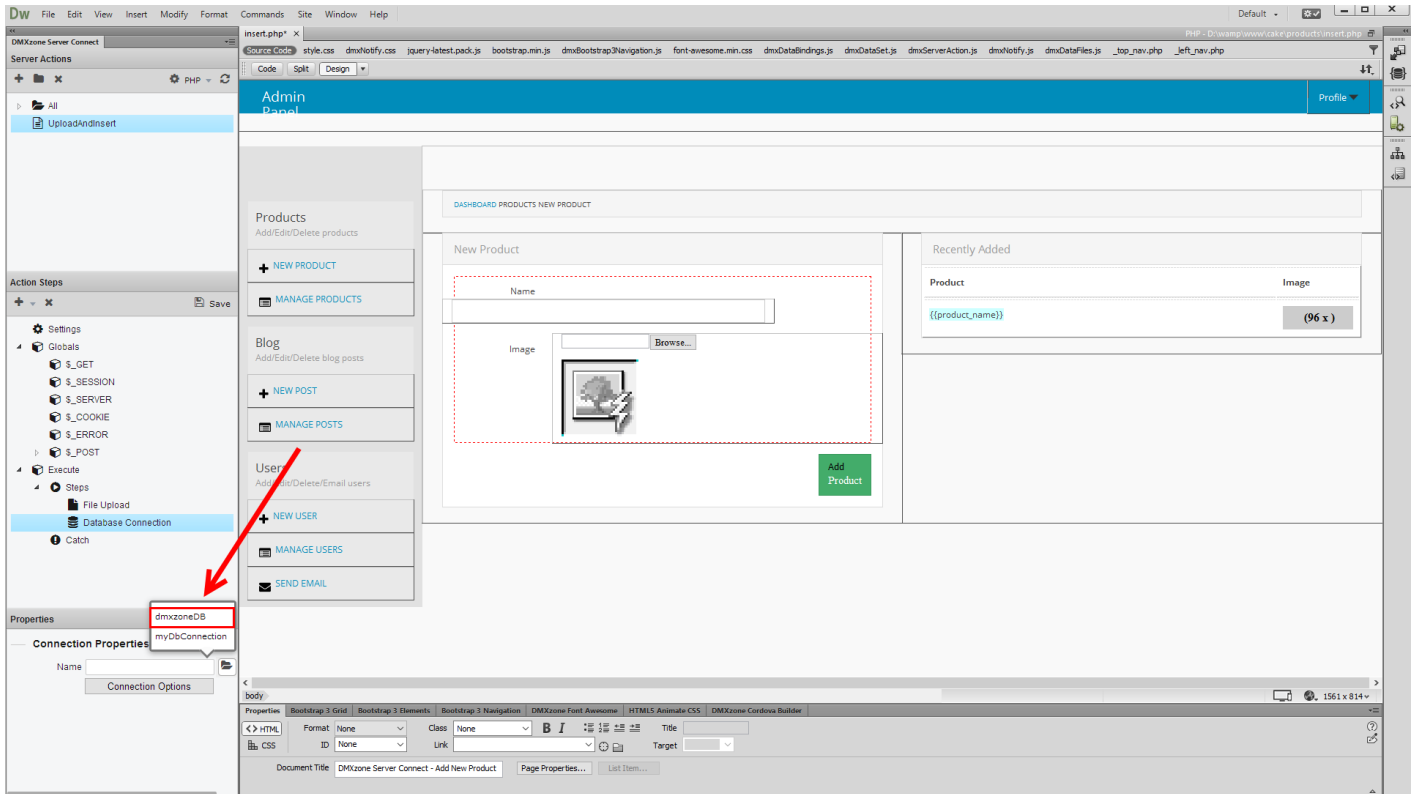 Dw File Edit View Insert Modify Format Commands Site Window Help Default
DMXzone Server Connect
Server Actions
PHP
All
UploadAndInsert
Action Steps
Save
Settings
Globals
$_GET
$_SESSION
$_SERVER
$_COOKIE
$_ERROR
$_POST
Execute
Steps
File Upload
Database Connection
Catch
Properties
dmxzoneDB
myDbConnection
Connection Properties
Name
Connection Options
insert.php* × PHP - D:\wamp\www\cake\products\insert.php
Source Code style.css dmxNotify.css jquery-latest.pack.js bootstrap.min.js dmxBootstrap3Navigation.js font-awesome.min.css dmxDataBindings.js dmxDataSet.js dmxServerAction.js dmxNotify.js dmxDataFiles.js _top_nav.php _left_nav.php
Code Split Design
Admin
Panel
Profile
Products
Add/Edit/Delete products
NEW PRODUCT
MANAGE PRODUCTS
Blog
Add/Edit/Delete blog posts
NEW POST
MANAGE POSTS
Users
Add/Edit/Delete/Email users
NEW USER
MANAGE USERS
SEND EMAIL
DASHBOARD PRODUCTS NEW PRODUCT
New Product
Name
Image
Browse...
Add
Product
Recently Added
Product Image
{{product_name}} (96 x )
body 1561 x 814
Properties Bootstrap 3 Grid Bootstrap 3 Elements Bootstrap 3 Navigation DMXzone Font Awesome HTML5 Animate CSS DMXzone Cordova Builder
<> HTML Format None Class None B I Title
CSS ID None Link Target
Document Title DMXzone Server Connect - Add New Product Page Properties... List Item...